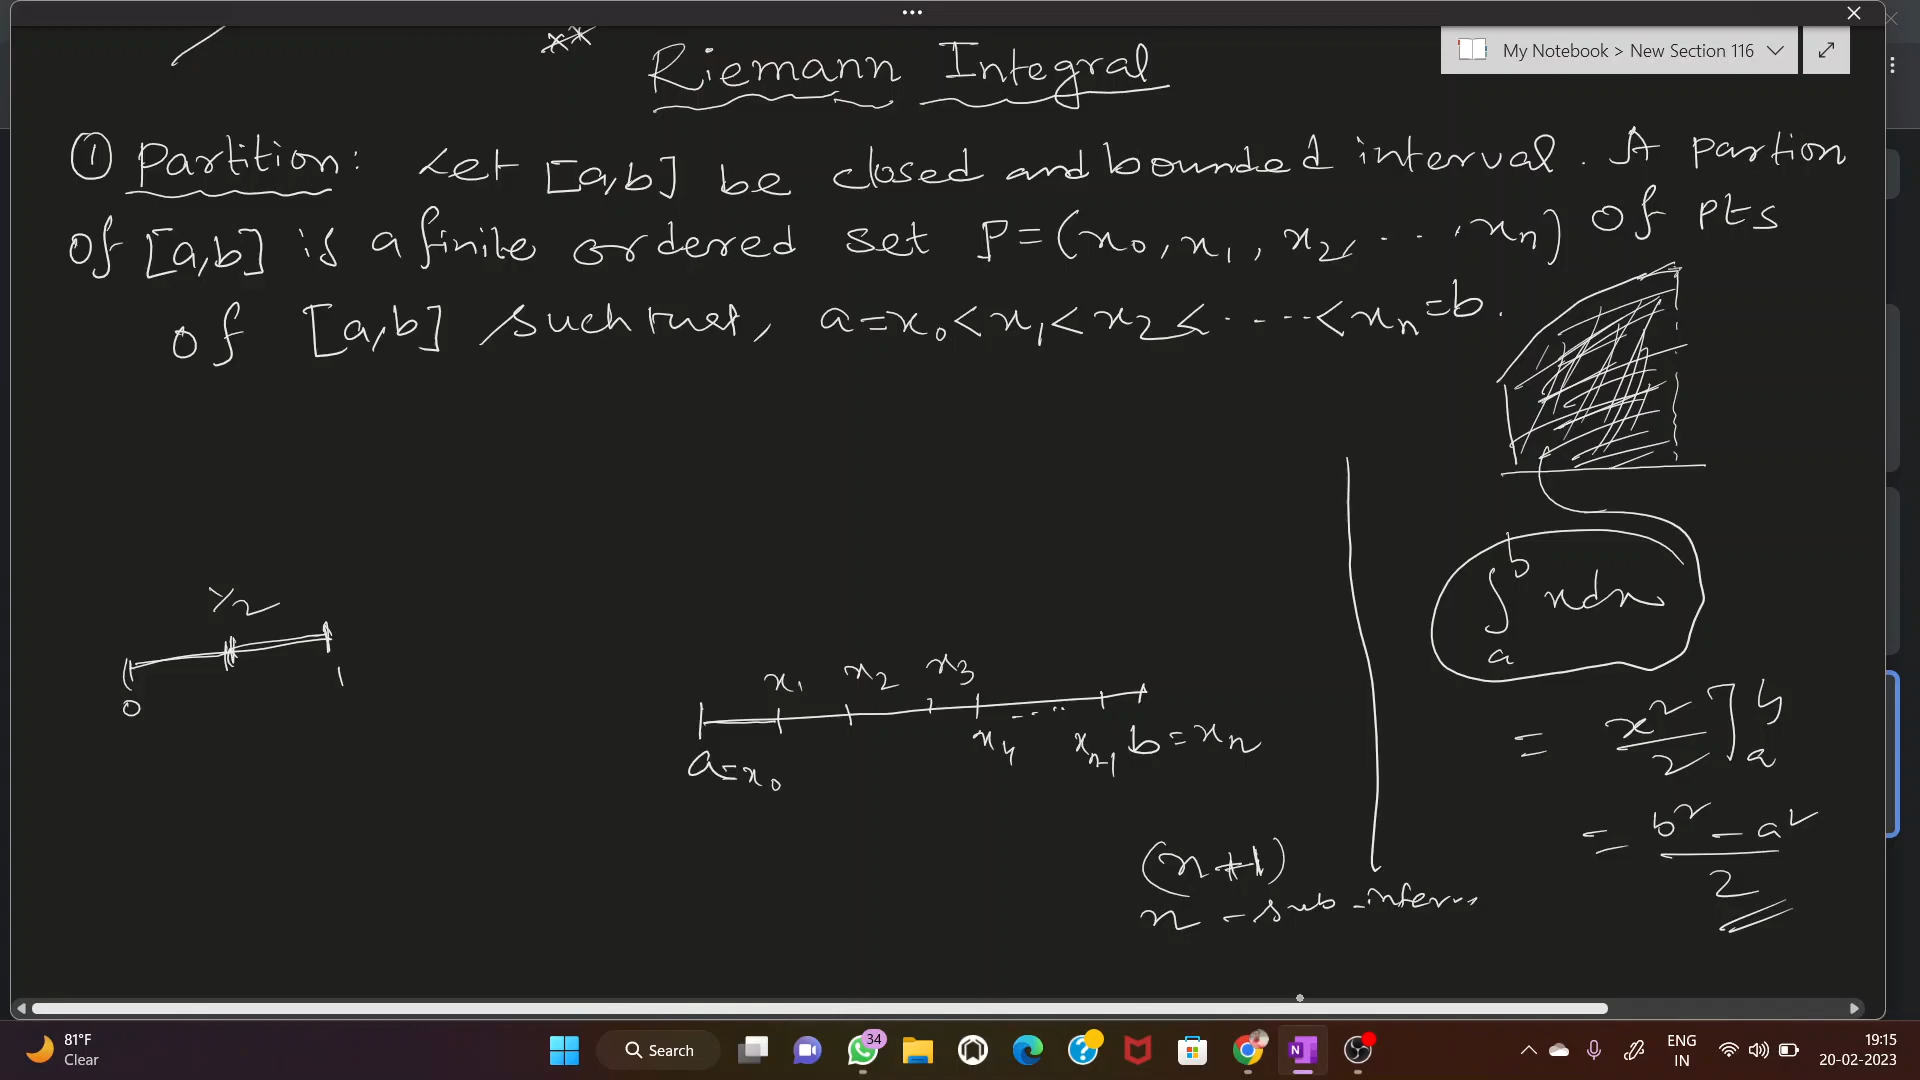 My Notebook > New Section 116
**
Riemann Integral
① Partition: Let [a,b] be closed and bounded interval. A partion
of [a,b] is a finite ordered set P=(x₀, x₁, x₂, ..., xₙ) of pts
of [a,b] such that, a=x₀<x₁<x₂<....<xₙ=b.
1/2
0
1
x₁ x₂ x₃
a=x₀
x₄ .... xₙ₋₁ b=xₙ
(n+1)
n - sub-interv
∫ₐᵇ x dx
= x²/2 ]ₐᵇ
= b² - a² / 2
81°F
Clear
Search
34
ENG
IN
19:15
20-02-2023